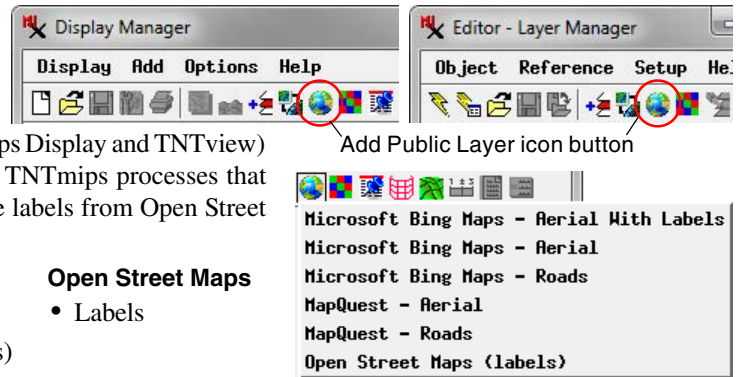 Display Manager
Display Add Options Help
Editor - Layer Manager
Object Reference Setup
ps Display and TNTview)
Add Public Layer icon button
TNTmips processes that
labels from Open Street
Microsoft Bing Maps - Aerial With Labels
Microsoft Bing Maps - Aerial
Microsoft Bing Maps - Roads
MapQuest - Aerial
MapQuest - Roads
Open Street Maps (labels)
Open Street Maps
• Labels
s)